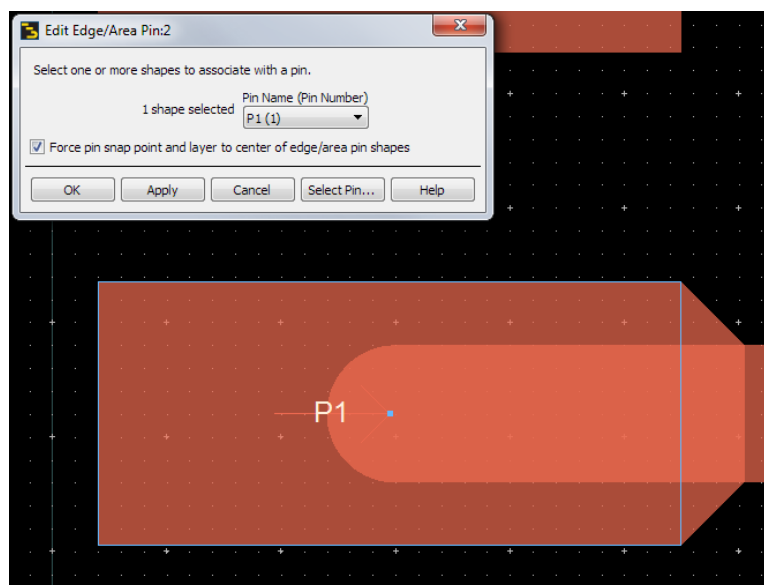 Edit Edge/Area Pin:2
Select one or more shapes to associate with a pin.
Pin Name (Pin Number)
1 shape selected P1 (1)
Force pin snap point and layer to center of edge/area pin shapes
OK Apply Cancel Select Pin... Help
P1